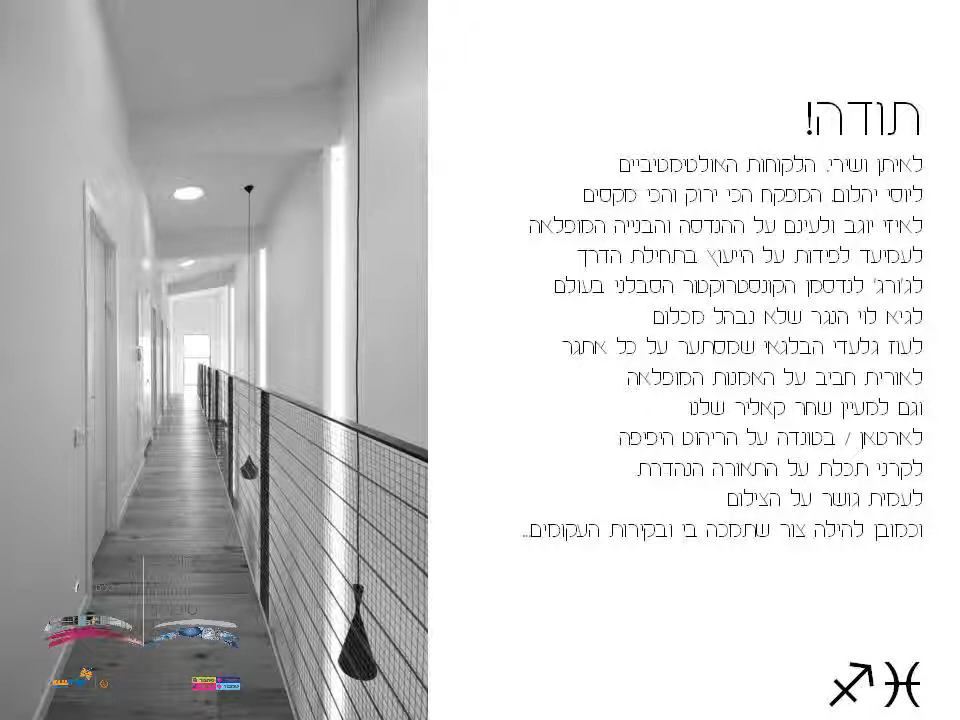 תודה!
לאיתן ושירי. הלקוחות האולטימטיביים
ליוסי יהלום. המפקח הכי ירוק והכי מקסים
לאיזי יוגב ולעינם על ההנדסה והבנייה המופלאה
לעמיעד לפידות על הייעוץ בתחילת הדרך
לג'ורג' לנדסמן הקונסטרוקטור הסבלני בעולם
לגיא לוי הנגר שלא נבהל מכלום
לעוז גלעדי הבלגאי שמסתער על כל אתגר
לאורית חביב על האמנות המופלאה
וגם למעיין שחר קאליר שלנו
לארטאן / בטונדה על הריהוט היפיפה
לקרני תכלת על התאורה הנהדרת
לעמית גושר על הצילום
וכמובן להילה צור שתמכה בי ובקירות העקומים...
♐♓